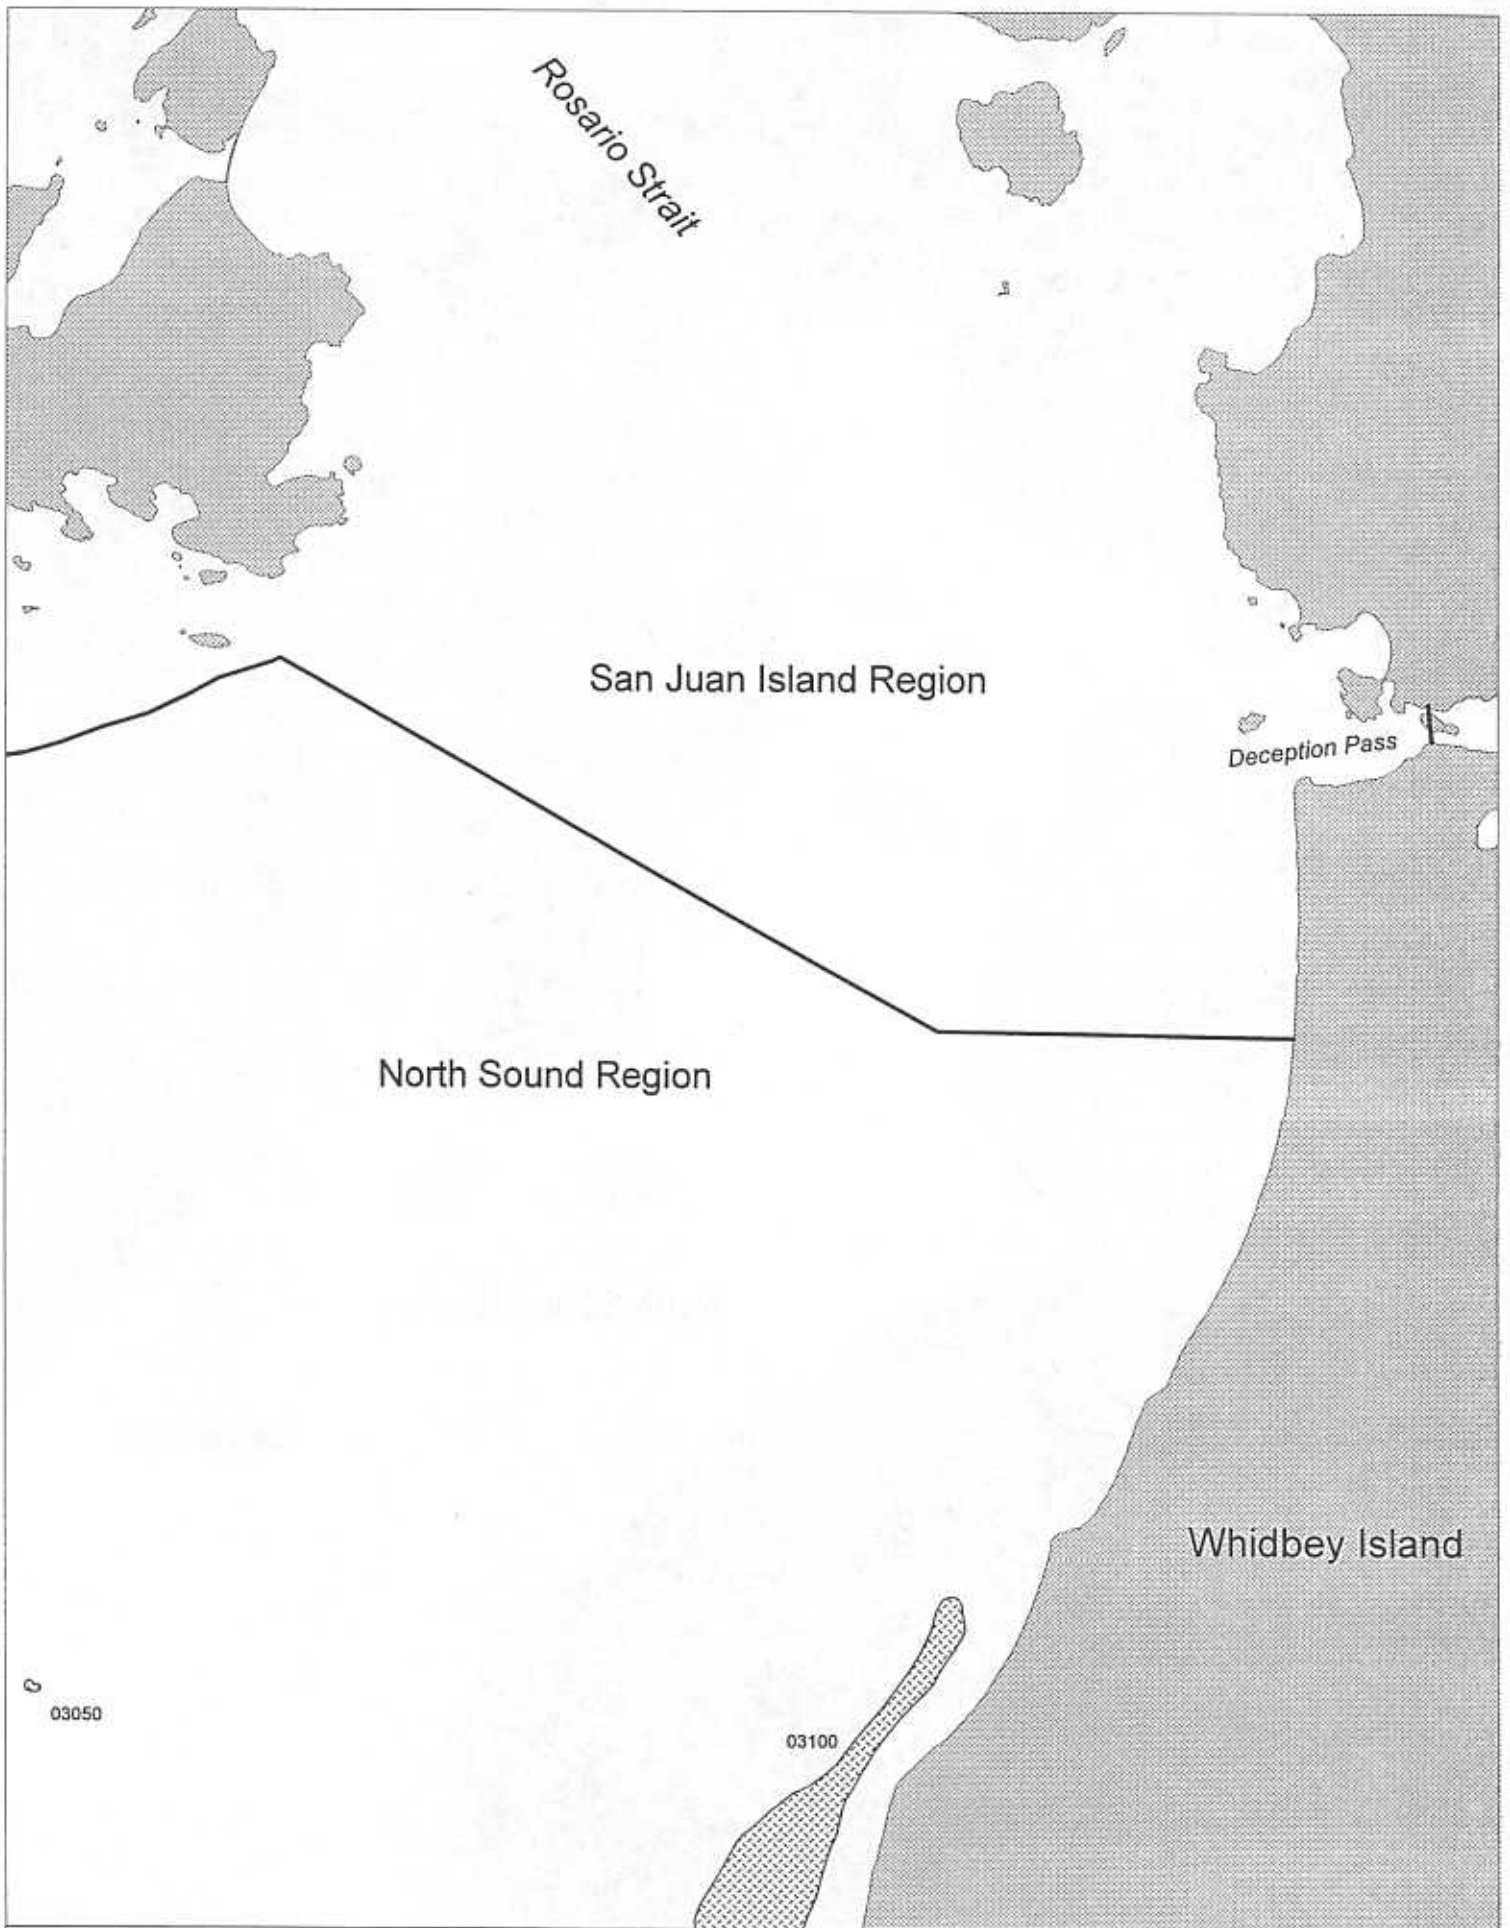 Rosario Strait
San Juan Island Region
Deception Pass
North Sound Region
Whidbey Island
03050
03100